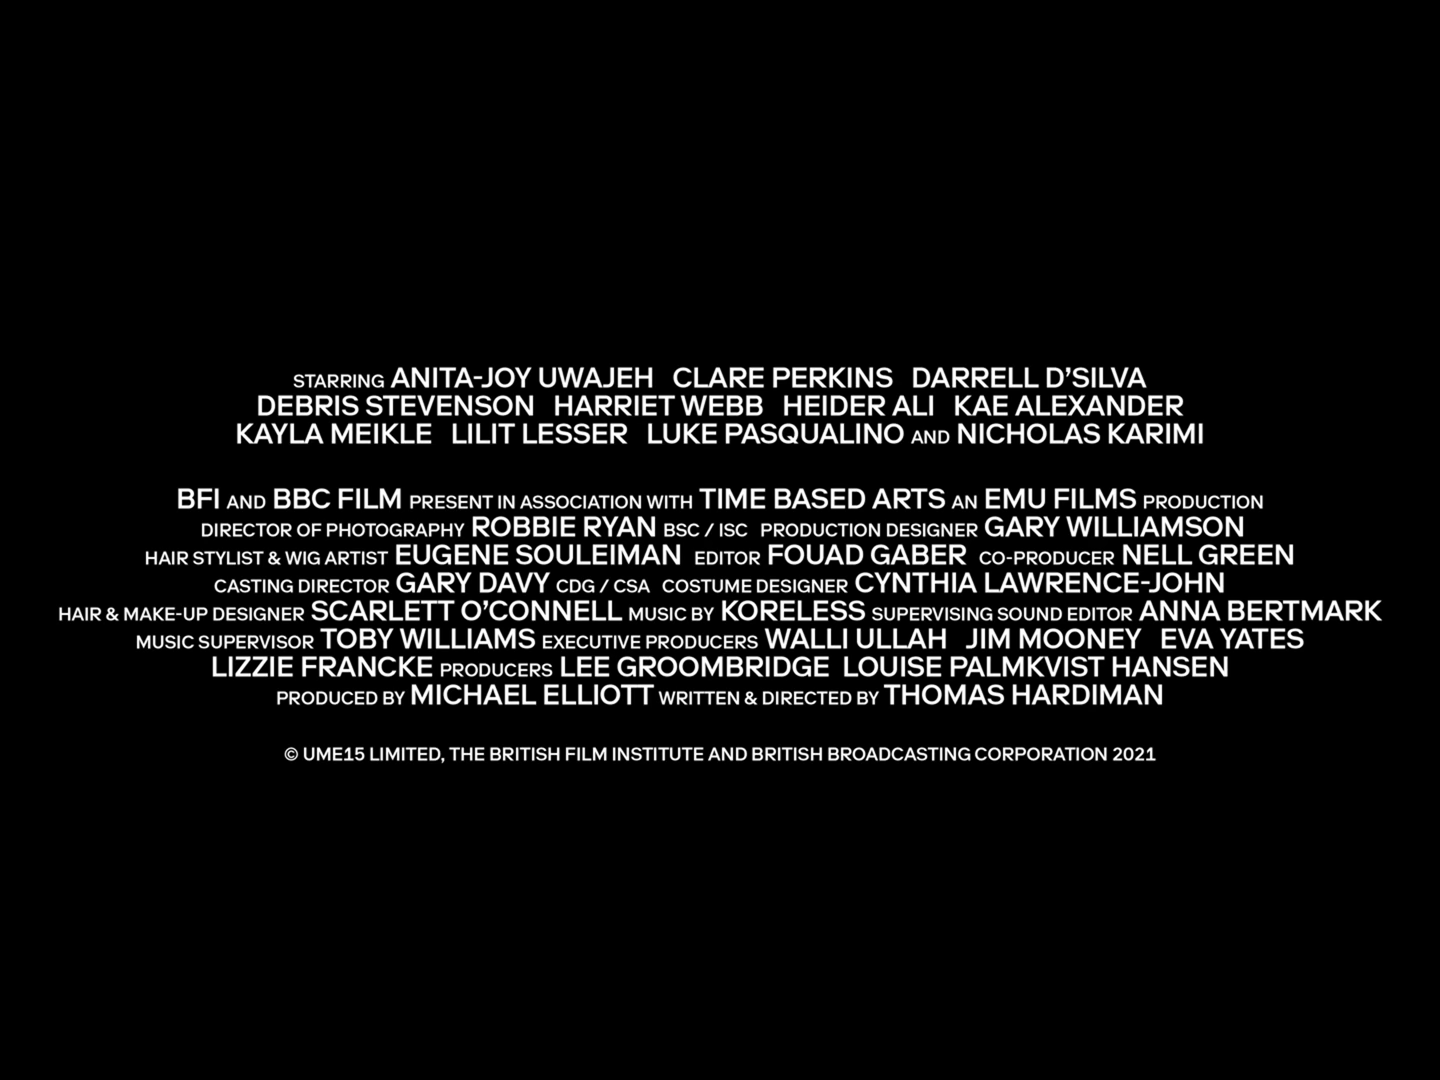 STARRING ANITA-JOY UWAJEH CLARE PERKINS DARRELL D’SILVA
DEBRIS STEVENSON HARRIET WEBB HEIDER ALI KAE ALEXANDER
KAYLA MEIKLE LILIT LESSER LUKE PASQUALINO AND NICHOLAS KARIMI
BFI AND BBC FILM PRESENT IN ASSOCIATION WITH TIME BASED ARTS AN EMU FILMS PRODUCTION
DIRECTOR OF PHOTOGRAPHY ROBBIE RYAN BSC / ISC PRODUCTION DESIGNER GARY WILLIAMSON
HAIR STYLIST & WIG ARTIST EUGENE SOULEIMAN EDITOR FOUAD GABER CO-PRODUCER NELL GREEN
CASTING DIRECTOR GARY DAVY CDG / CSA COSTUME DESIGNER CYNTHIA LAWRENCE-JOHN
HAIR & MAKE-UP DESIGNER SCARLETT O’CONNELL MUSIC BY KORELESS SUPERVISING SOUND EDITOR ANNA BERTMARK
MUSIC SUPERVISOR TOBY WILLIAMS EXECUTIVE PRODUCERS WALLI ULLAH JIM MOONEY EVA YATES
LIZZIE FRANCKE PRODUCERS LEE GROOMBRIDGE LOUISE PALMKVIST HANSEN
PRODUCED BY MICHAEL ELLIOTT WRITTEN & DIRECTED BY THOMAS HARDIMAN
© UME15 LIMITED, THE BRITISH FILM INSTITUTE AND BRITISH BROADCASTING CORPORATION 2021